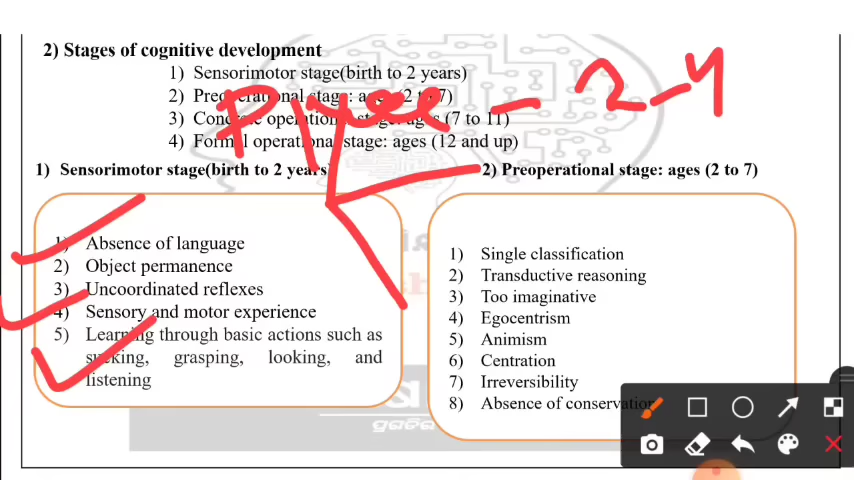 2) Stages of cognitive development
1) Sensorimotor stage(birth to 2 years)
2) Preoperational stage: ages (2 to 7)
3) Concrete operational stage: ages (7 to 11)
4) Formal operational stage: ages (12 and up)
2-4
1) Sensorimotor stage(birth to 2 years)
2) Preoperational stage: ages (2 to 7)
1) Absence of language
2) Object permanence
3) Uncoordinated reflexes
4) Sensory and motor experience
5) Learning through basic actions such as
sucking, grasping, looking, and
listening
1) Single classification
2) Transductive reasoning
3) Too imaginative
4) Egocentrism
5) Animism
6) Centration
7) Irreversibility
8) Absence of conservation